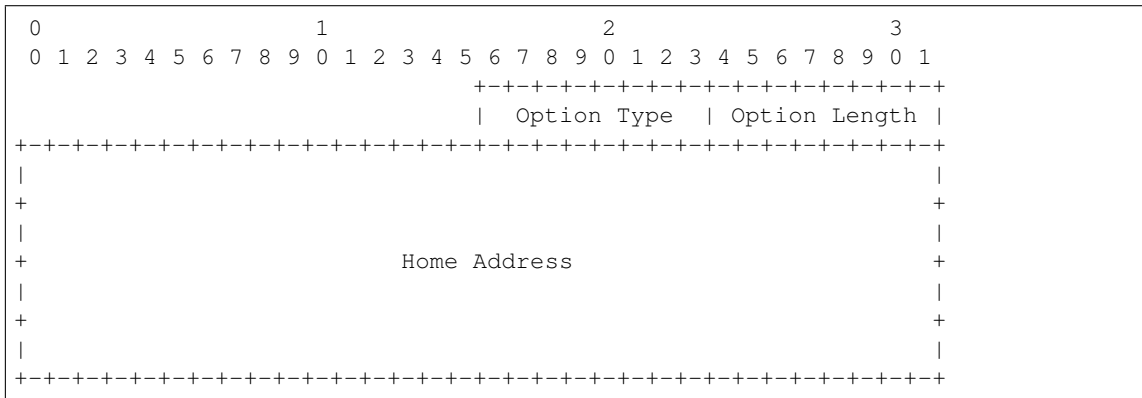 0                   1                   2                   3
0 1 2 3 4 5 6 7 8 9 0 1 2 3 4 5 6 7 8 9 0 1 2 3 4 5 6 7 8 9 0 1
+-+-+-+-+-+-+-+-+-+-+-+-+-+-+-+-+
| Option Type | Option Length |
+-+-+-+-+-+-+-+-+-+-+-+-+-+-+-+-+-+-+-+-+-+-+-+-+-+-+-+-+-+-+-+-+
| |
+ +
| |
+ Home Address +
| |
+ +
| |
+-+-+-+-+-+-+-+-+-+-+-+-+-+-+-+-+-+-+-+-+-+-+-+-+-+-+-+-+-+-+-+-+